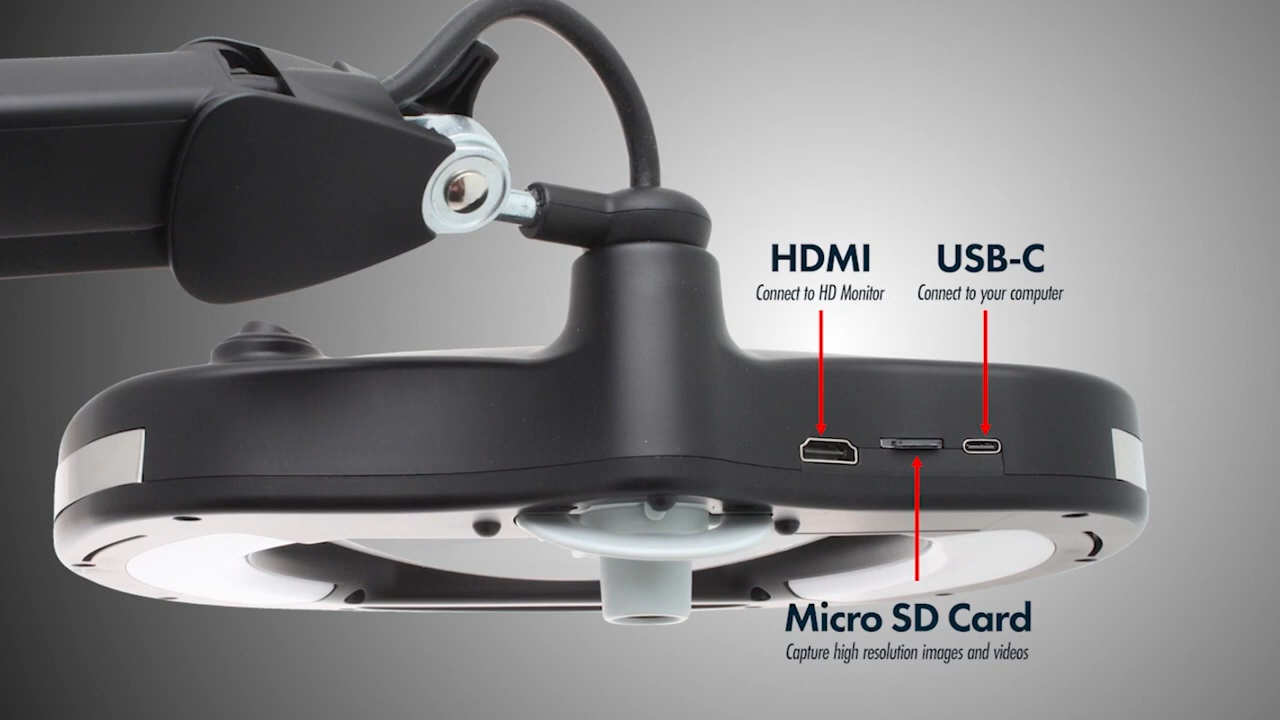 HDMI
Connect to HD Monitor
USB-C
Connect to your computer
Micro SD Card
Capture high resolution images and videos